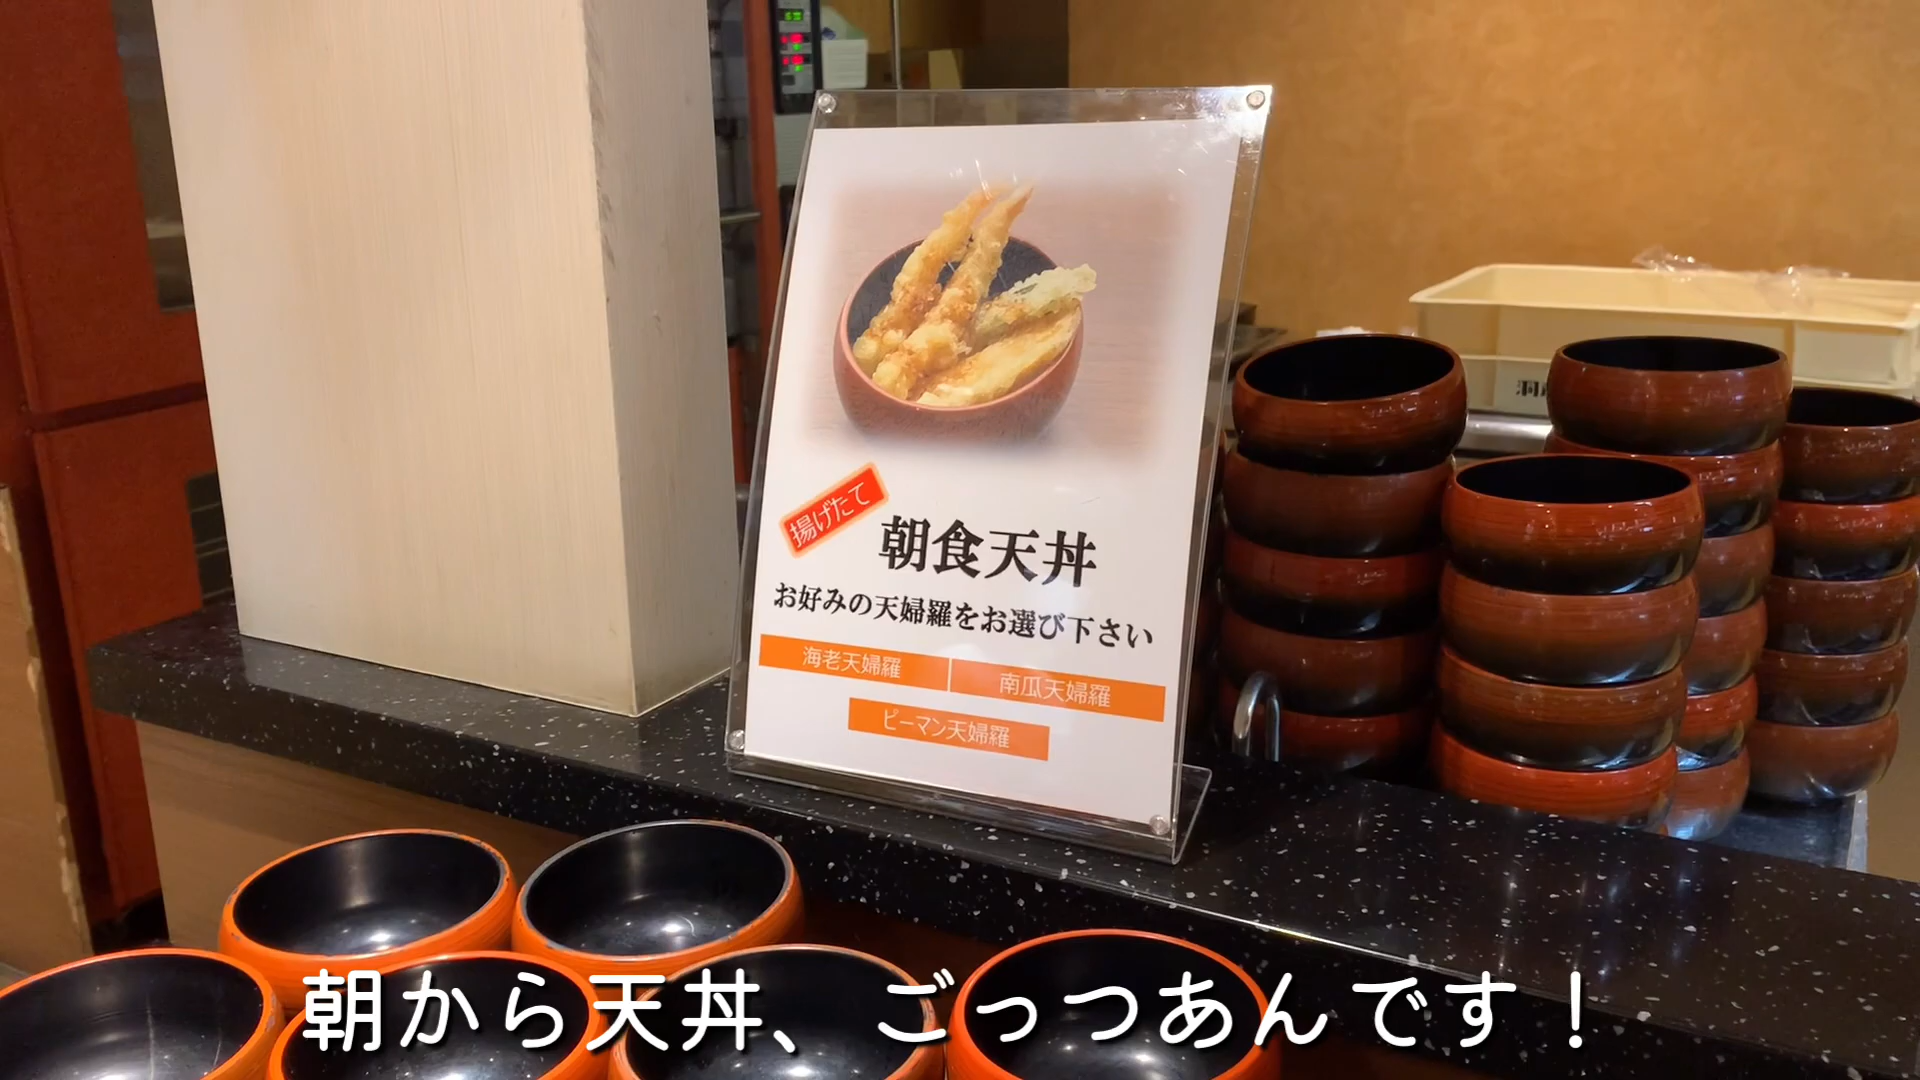 揚げたて
朝食天丼
お好みの天婦羅をお選び下さい
海老天婦羅
南瓜天婦羅
ピーマン天婦羅
朝から天丼、ごっつあんです！